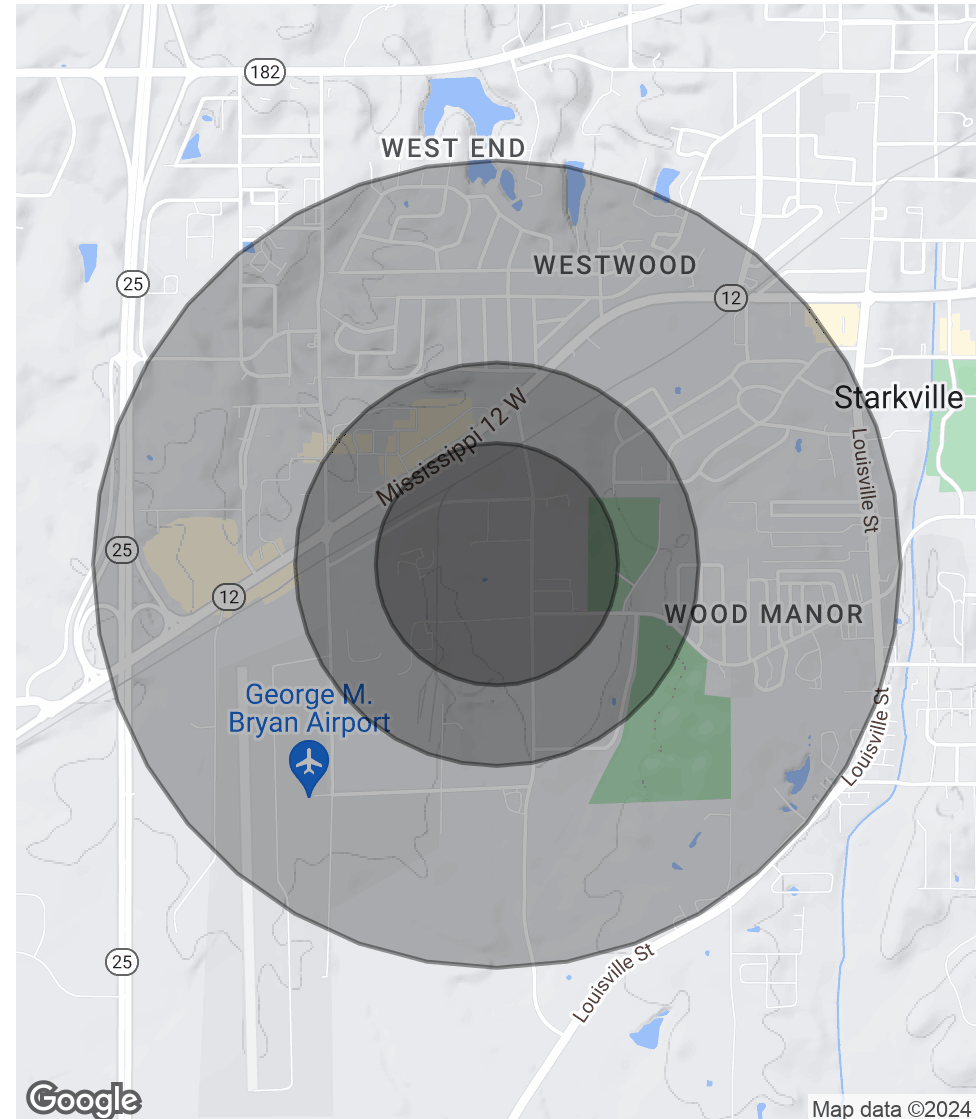 182
WEST END
WESTWOOD
25
12
Starkville
Mississippi 12 W
Louisville St
25
12
WOOD MANOR
George M.
Bryan Airport
Louisville St
25
Louisville St
Google
Map data ©2024